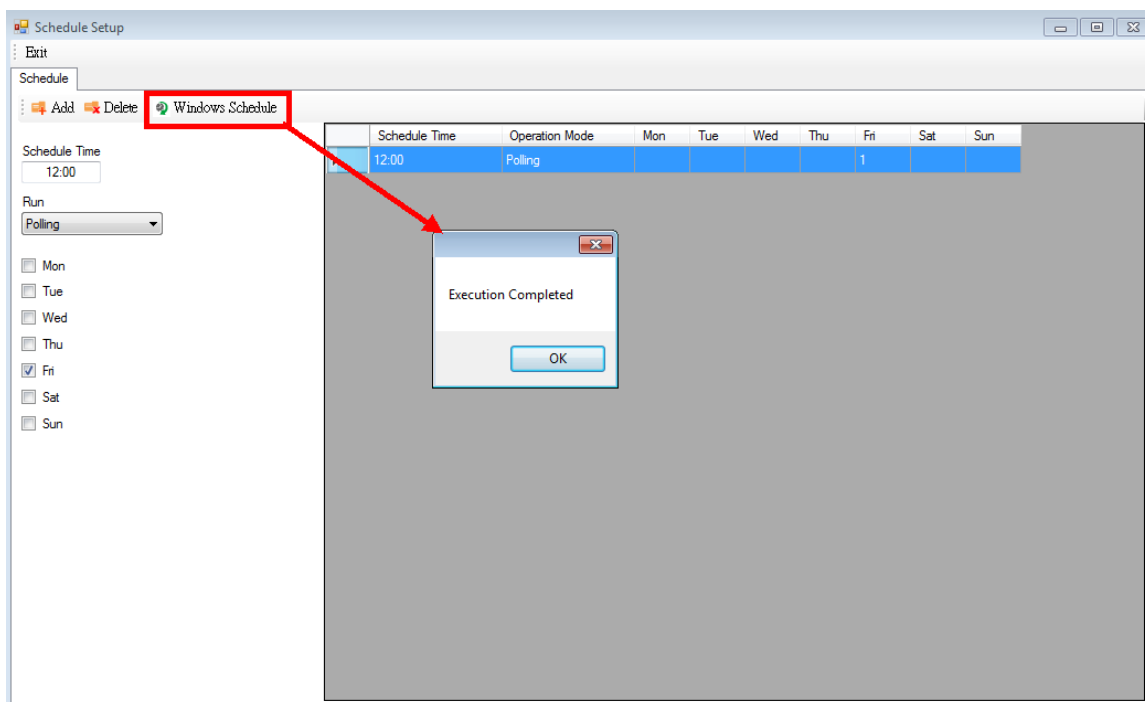 Schedule Setup
Exit
Schedule
Add Delete Windows Schedule
Schedule Time
12:00
Run
Polling
Mon
Tue
Wed
Thu
Fri
Sat
Sun
Schedule Time Operation Mode Mon Tue Wed Thu Fri Sat Sun
12:00 Polling 1
Execution Completed
OK